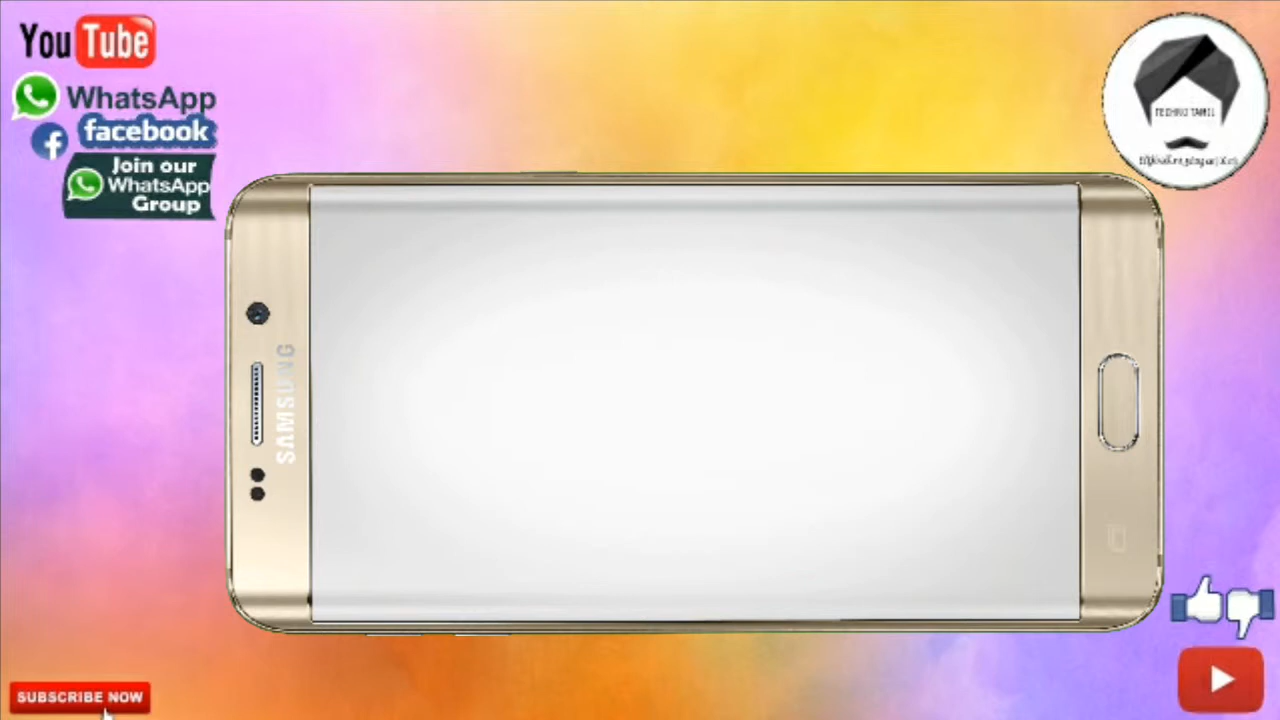 YouTube
WhatsApp
facebook
Join our
WhatsApp
Group
SAMSUNG
TECHNO TAMIL
SUBSCRIBE NOW